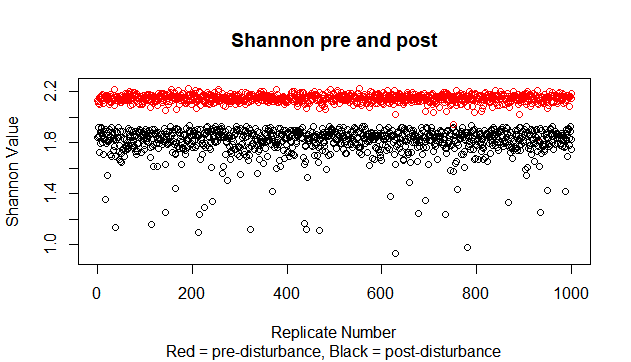 Shannon pre and post
Shannon Value
2.2
1.8
1.4
1.0
0 200 400 600 800 1000
Replicate Number
Red = pre-disturbance, Black = post-disturbance